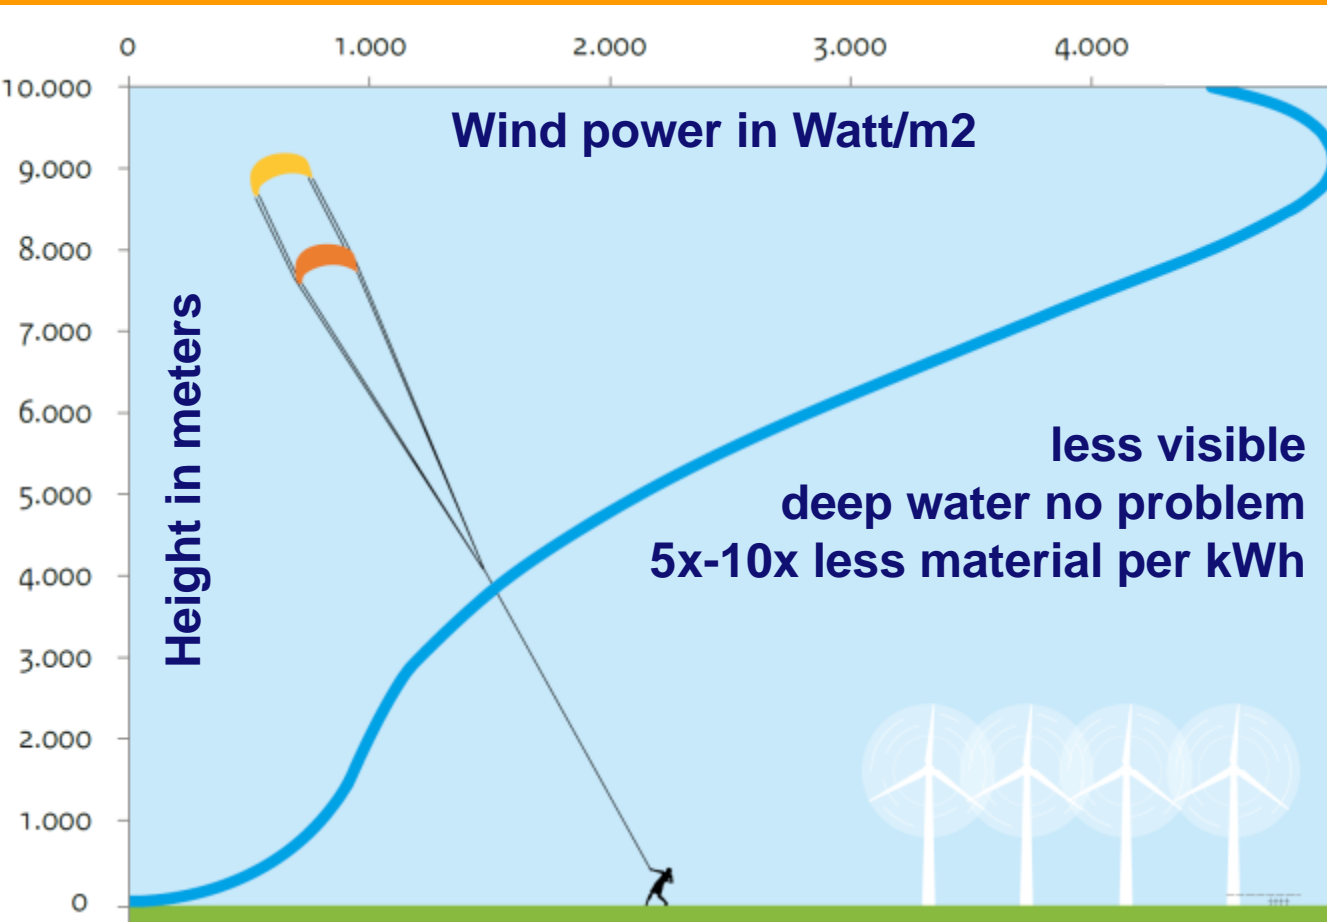 0 1.000 2.000 3.000 4.000
10.000
Wind power in Watt/m2
9.000
8.000
7.000
6.000
5.000
4.000
3.000
2.000
1.000
0
Height in meters
less visible
deep water no problem
5x-10x less material per kWh